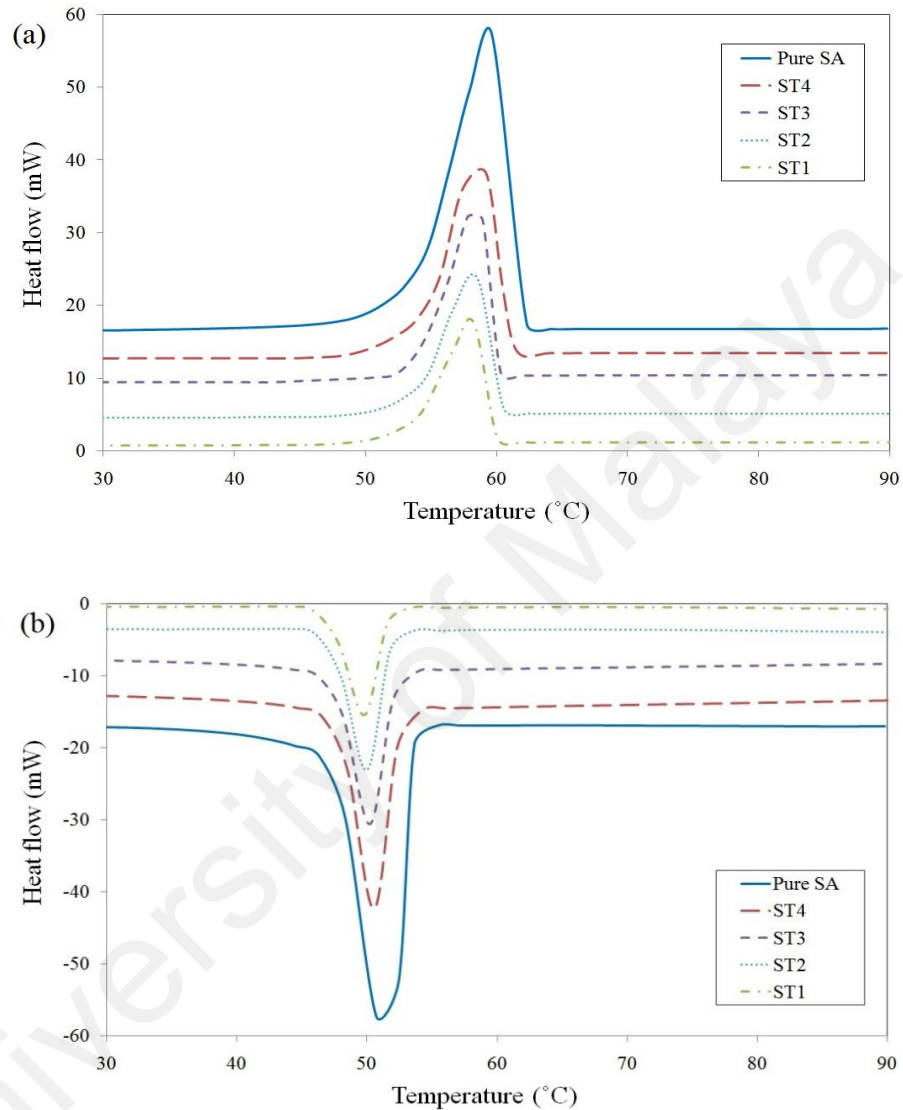 (a)
60
50
40
30
20
10
0
Heat flow (mW)
30 40 50 60 70 80 90
Temperature (˚C)
Pure SA
ST4
ST3
ST2
ST1
(b)
0
-10
-20
-30
-40
-50
-60
Heat flow (mW)
30 40 50 60 70 80 90
Temperature (˚C)
Pure SA
ST4
ST3
ST2
ST1
University of Malaya